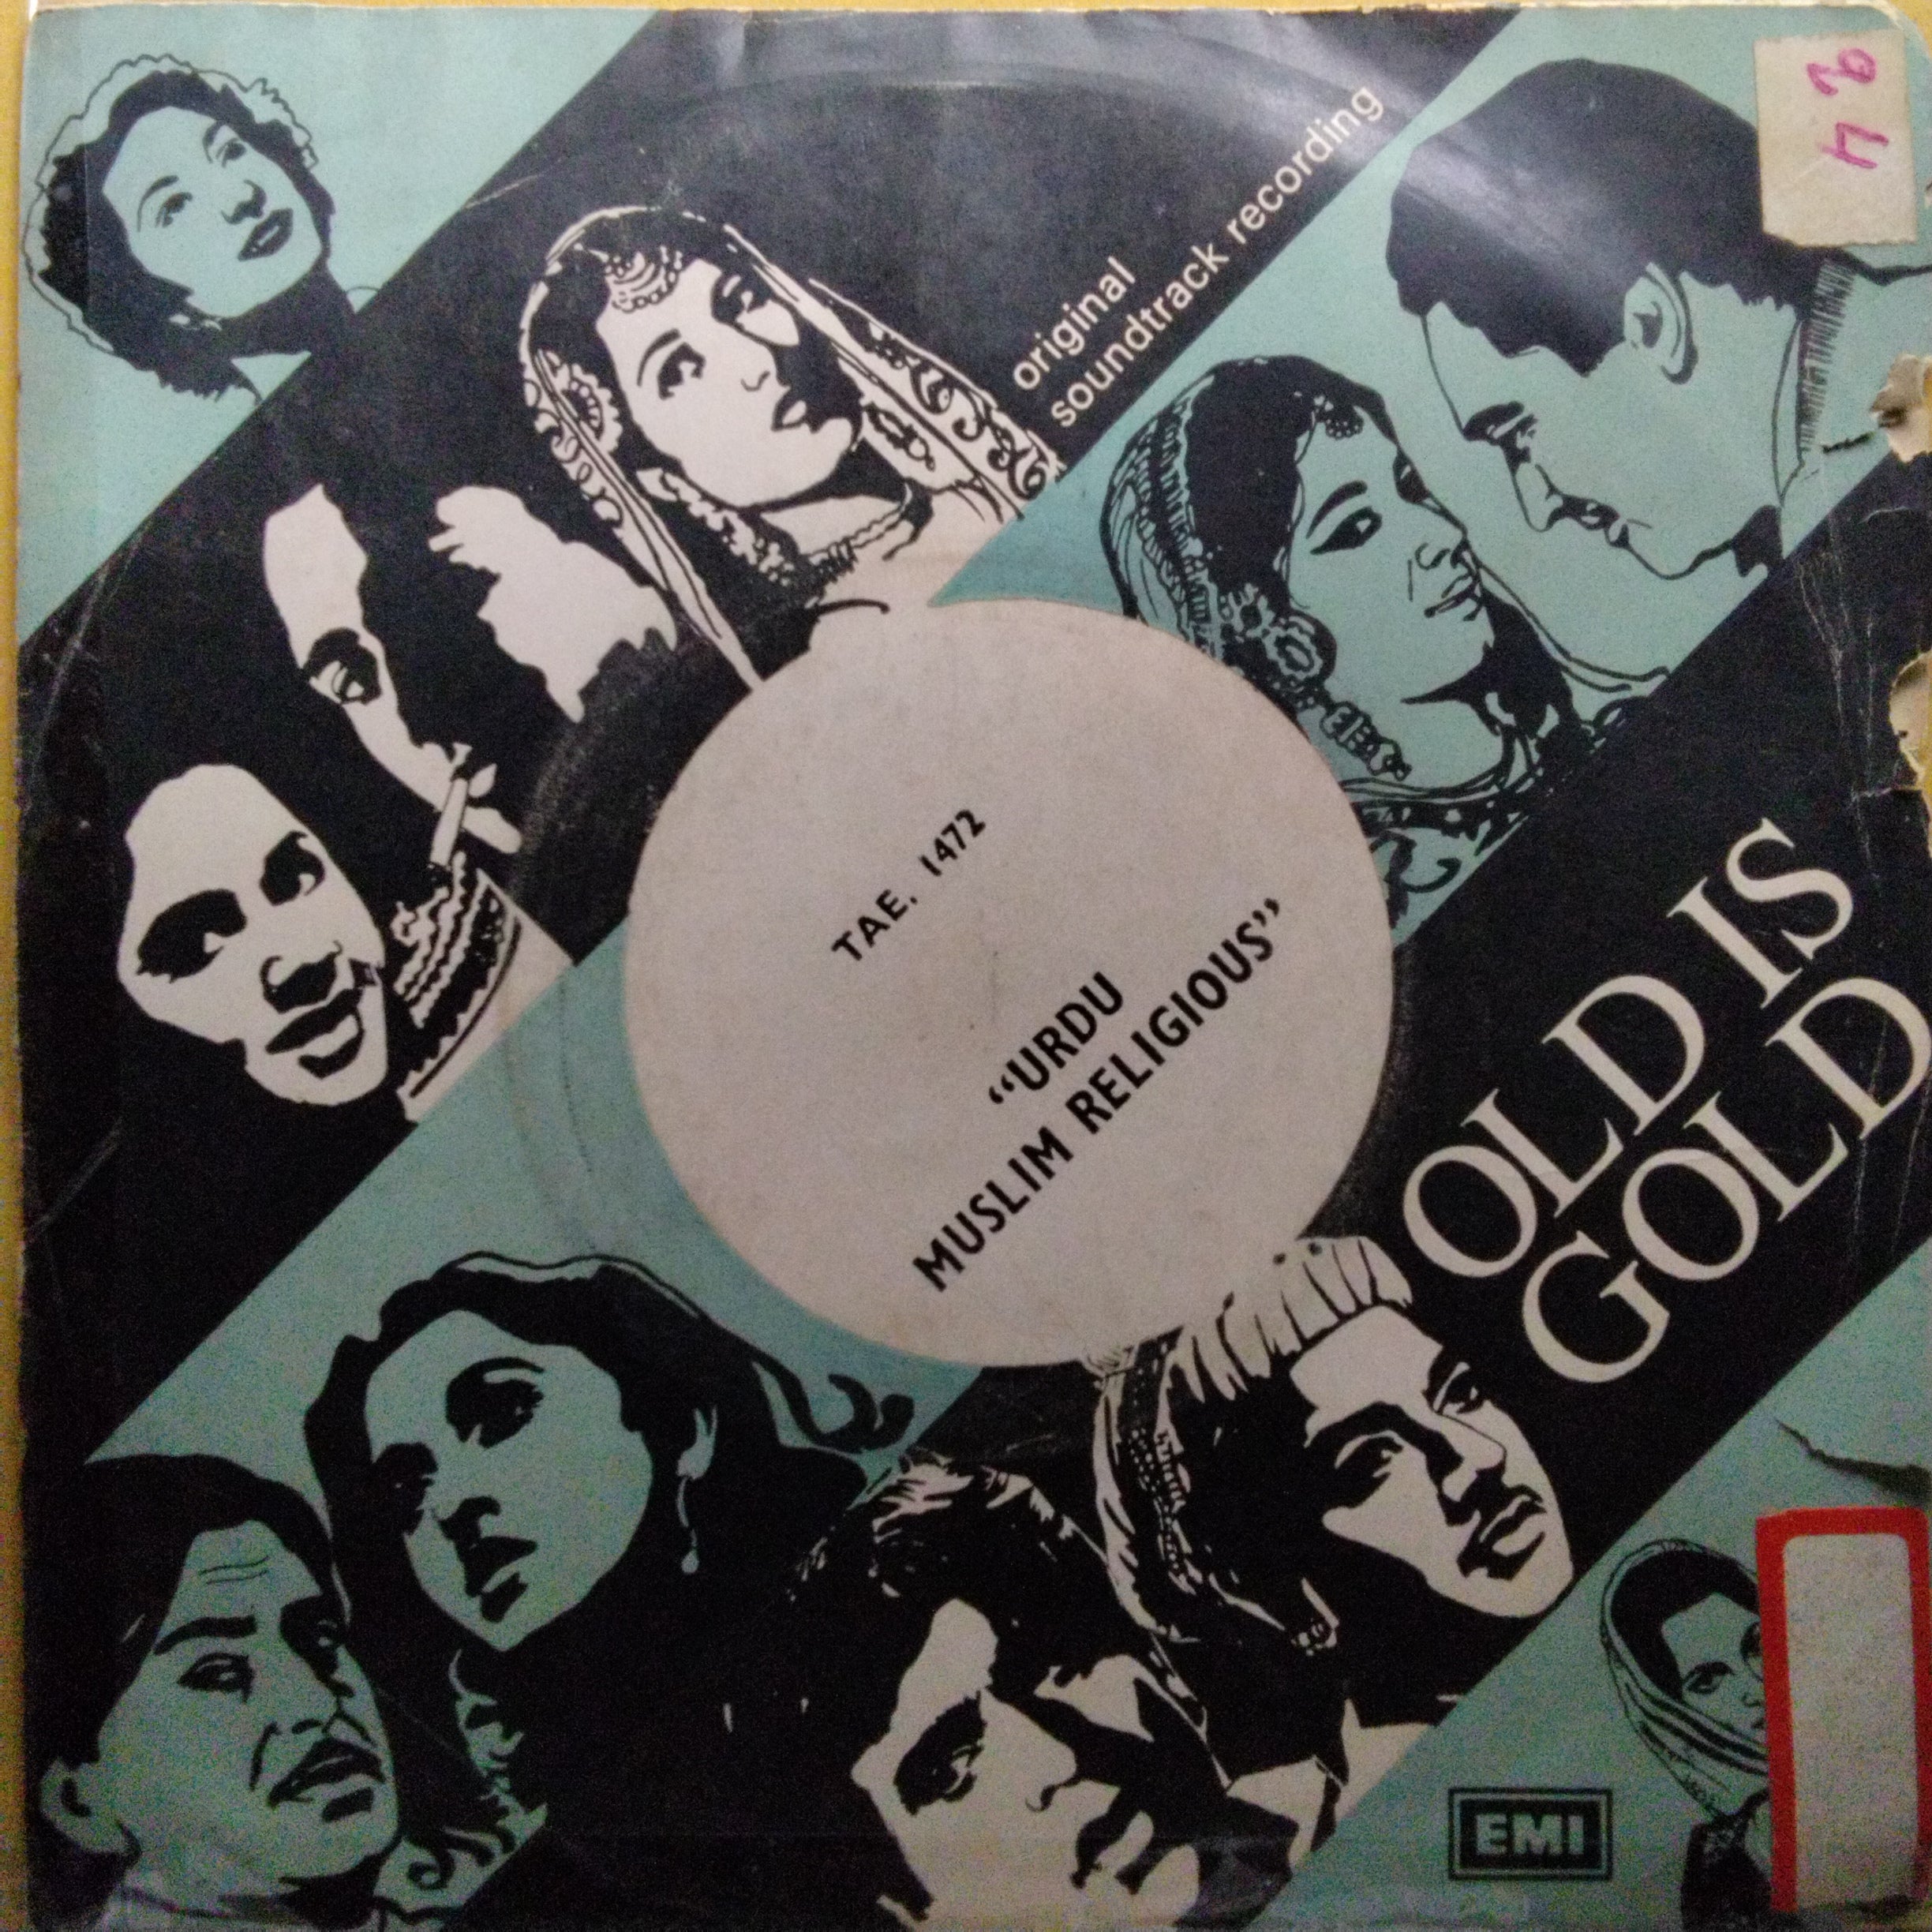 original
soundtrack recording
TAE. 1472
“URDU
MUSLIM RELIGIOUS”
OLD IS
GOLD
EMI